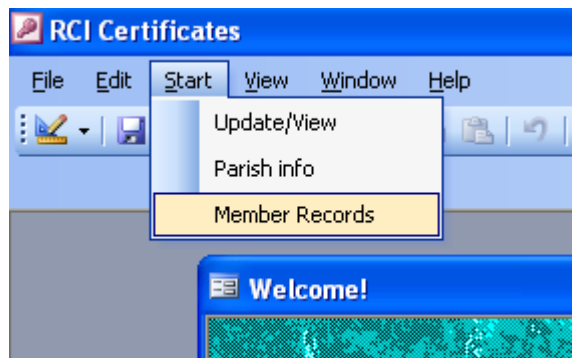 RCI Certificates
File Edit Start View Window Help
Update/View
Parish info
Member Records
Welcome!